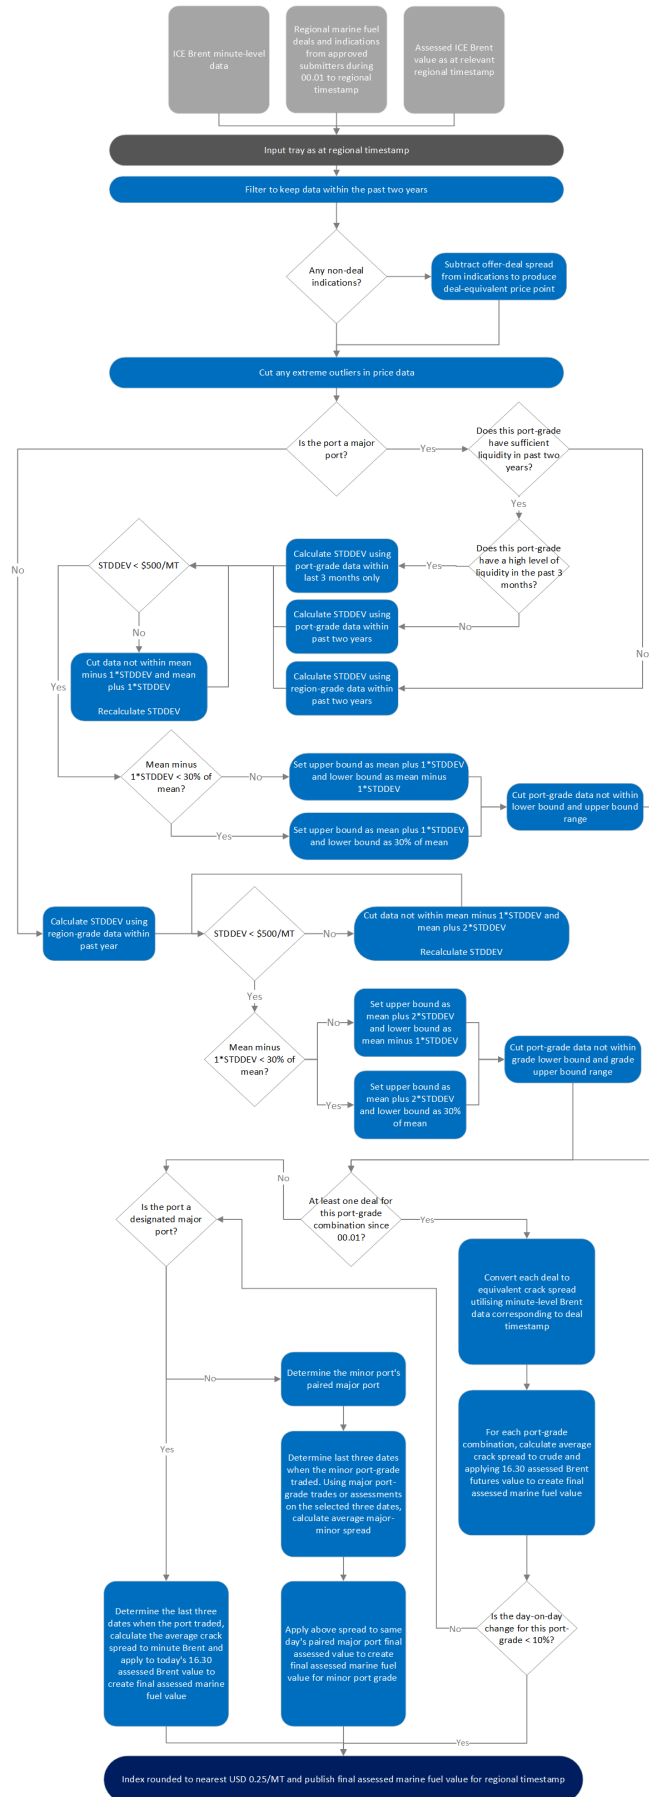 ICE Brent minute-level
data
Regional marine fuel
deals and indications
from approved
submitters during
00.01 to regional
timestamp
Assessed ICE Brent
value as at relevant
regional timestamp
Input tray as at regional timestamp
Filter to keep data within the past two years
Any non-deal
indications?
Subtract offer-deal spread
from indications to produce
deal-equivalent price point
Cut any extreme outliers in price data
Is the port a major
port?
Yes
Does this port-grade
have sufficient
liquidity in past two
years?
No
Yes
No
STDDEV < $500/MT
Calculate STDDEV using
port-grade data within
last 3 months only
Yes
Does this port-grade
have a high level of
liquidity in the past 3
months?
Calculate STDDEV using
port-grade data within
past two years
No
No
Cut data not within mean
minus 1*STDDEV and mean
plus 1*STDDEV
Recalculate STDDEV
Calculate STDDEV using
region-grade data within
past two years
Yes
Mean minus
1*STDDEV < 30% of
mean?
No
Set upper bound as mean plus 1*STDDEV
and lower bound as mean minus
1*STDDEV
Yes
Set upper bound as mean plus 1*STDDEV
and lower bound as 30% of mean
Cut port-grade data not within
lower bound and upper bound
range
Calculate STDDEV using
region-grade data within
past year
STDDEV < $500/MT
No
Cut data not within mean minus 1*STDDEV and
mean plus 2*STDDEV
Recalculate STDDEV
Yes
Mean minus
1*STDDEV < 30% of
mean?
No
Set upper bound as
mean plus 2*STDDEV
and lower bound as
mean minus 1*STDDEV
Yes
Set upper bound as
mean plus 2*STDDEV
and lower bound as 30%
of mean
Cut port-grade data not within
grade lower bound and grade
upper bound range
Is the port a
designated major
port?
No
At least one deal for
this port-grade
combination since
00.01?
Yes
Convert each deal to
equivalent crack spread
utilising minute-level Brent
data corresponding to deal
timestamp
No
Determine the minor port's
paired major port
For each port-grade
combination, calculate average
crack spread to crude and
applying 16.30 assessed Brent
futures value to create final
assessed marine fuel value
Yes
Determine last three dates
when the minor port-grade
traded. Using major port-
grade trades or assessments
on the selected three dates,
calculate average major-
minor spread
Determine the last three
dates when the port traded,
calculate the average crack
spread to minute Brent and
apply to today's 16.30
assessed Brent value to
create final assessed marine
fuel value
Apply above spread to same
day's paired major port final
assessed value to create
final assessed marine fuel
value for minor port grade
No
Is the day-on-day
change for this port-
grade < 10%?
Yes
Index rounded to nearest USD 0.25/MT and publish final assessed marine fuel value for regional timestamp